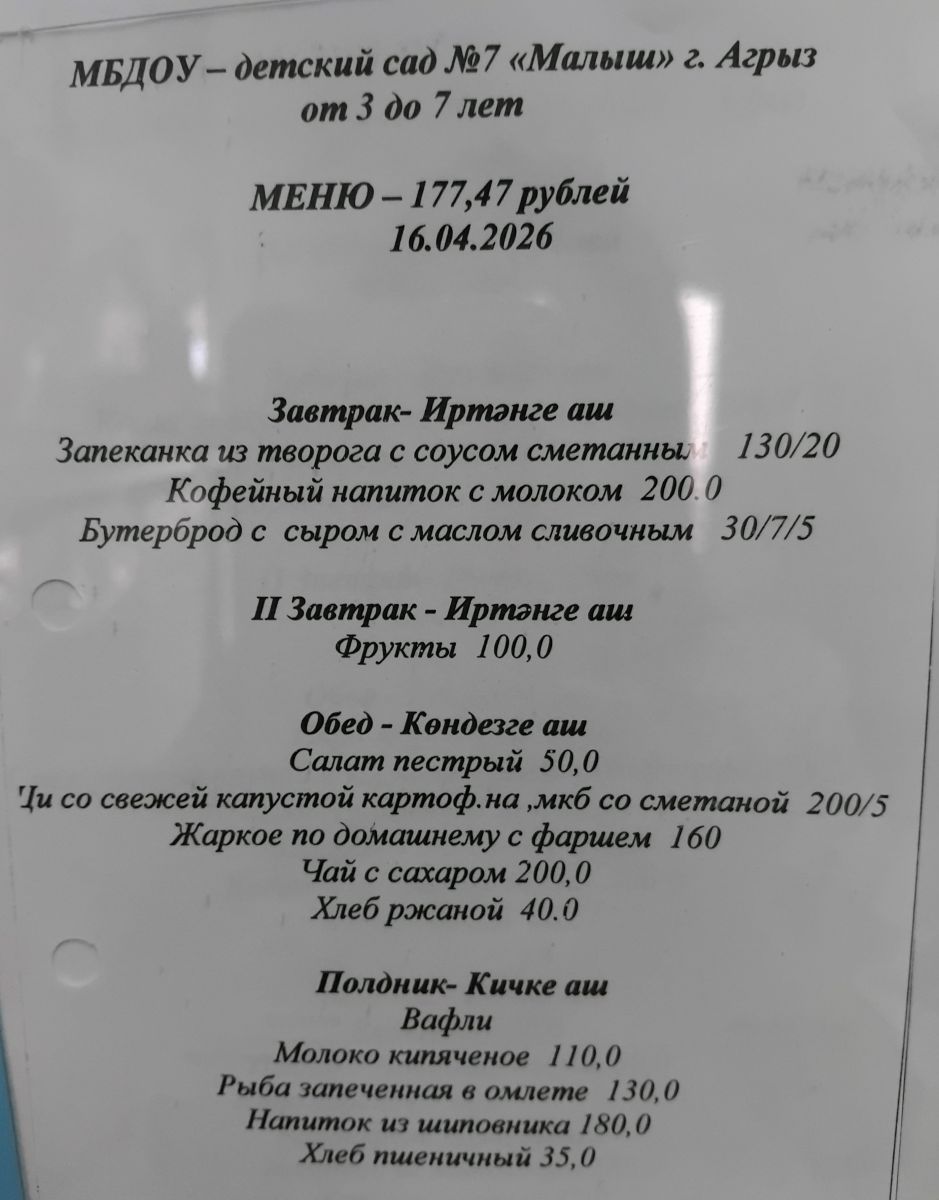 МБДОУ – детский сад №7 «Малыш» г. Агрыз
от 3 до 7 лет
МЕНЮ – 177,47 рублей
16.04.2026
Завтрак- Иртәнге аш
Запеканка из творога с соусом сметанным 130/20
Кофейный напиток с молоком 200.0
Бутерброд с сыром с маслом сливочным 30/7/5
II Завтрак - Иртәнге аш
Фрукты 100,0
Обед - Көндезге аш
Салат пестрый 50,0
Щи со свежей капустой картоф.на ,мкб со сметаной 200/5
Жаркое по домашнему с фаршем 160
Чай с сахаром 200,0
Хлеб ржаной 40.0
Полдник- Кичке аш
Вафли
Молоко кипяченое 110,0
Рыба запеченная в омлете 130,0
Напиток из шиповника 180,0
Хлеб пшеничный 35,0